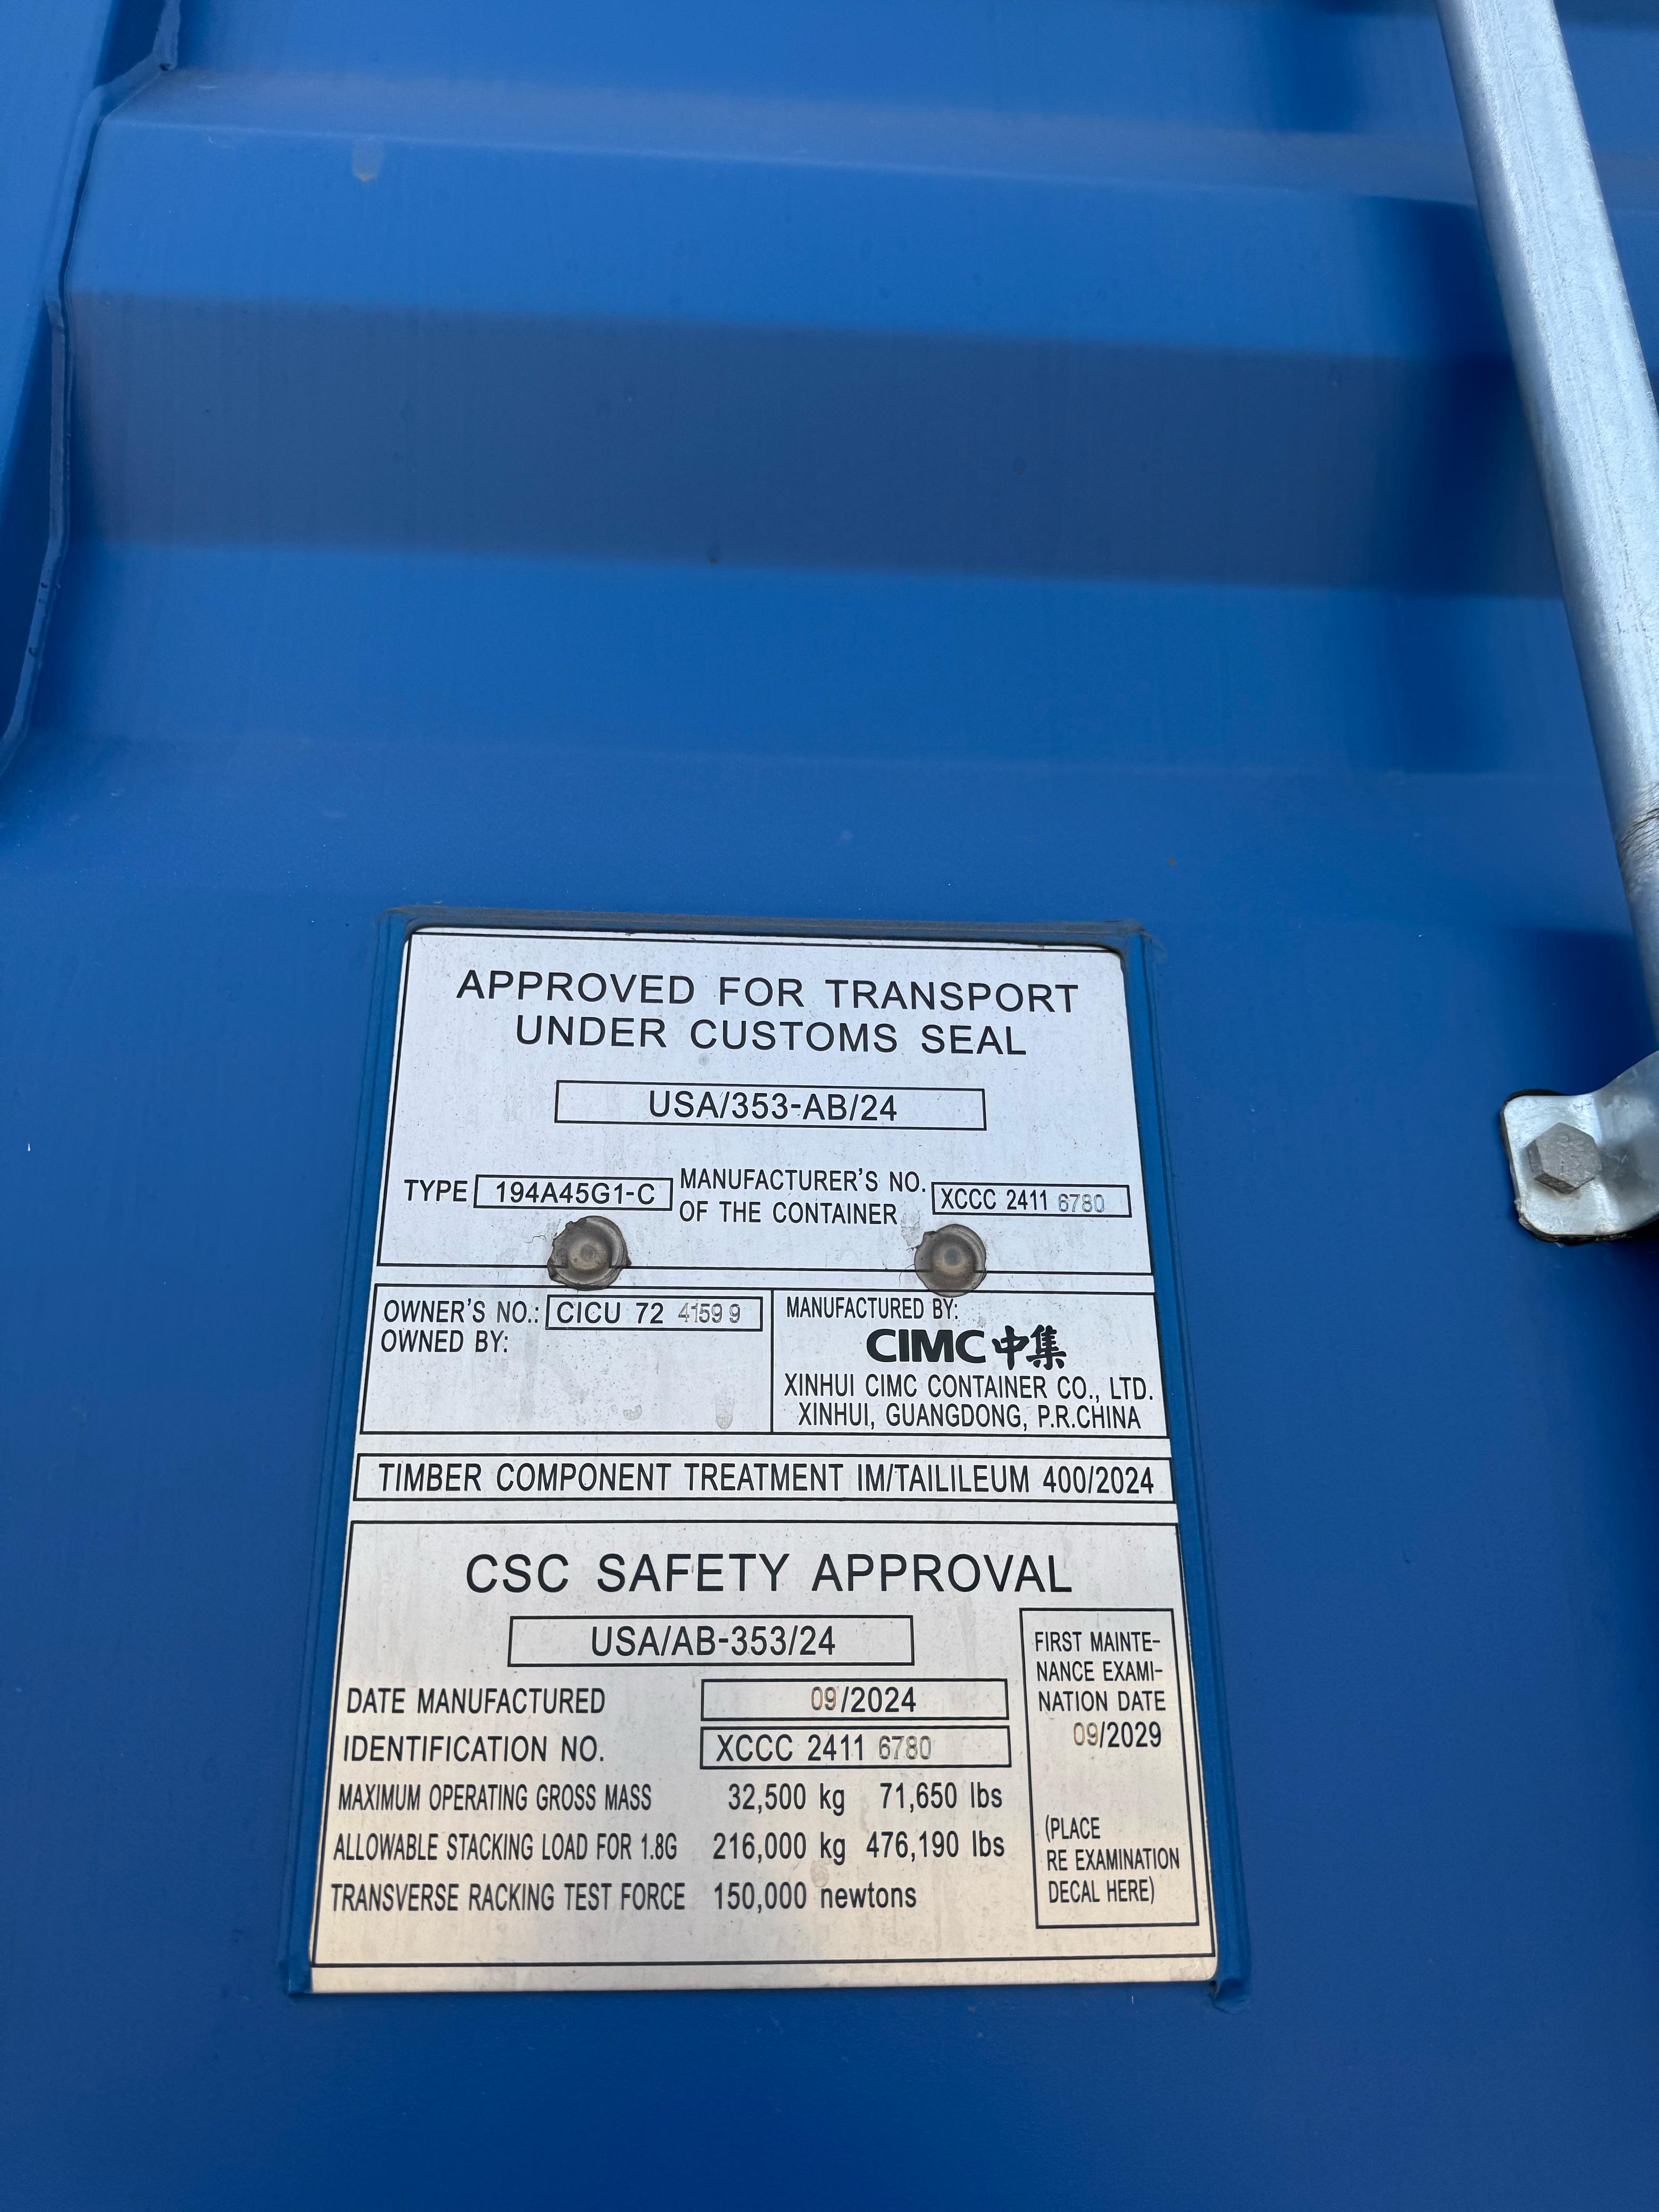 APPROVED FOR TRANSPORT
UNDER CUSTOMS SEAL
USA/353-AB/24
TYPE 194A45G1-C MANUFACTURER'S NO. OF THE CONTAINER XCCC 2411 6780
OWNER'S NO.: CICU 72 4159 9
OWNED BY:
MANUFACTURED BY:
CIMC 中集
XINHUI CIMC CONTAINER CO., LTD.
XINHUI, GUANGDONG, P.R.CHINA
TIMBER COMPONENT TREATMENT IM/TAILILEUM 400/2024
CSC SAFETY APPROVAL
USA/AB-353/24
DATE MANUFACTURED 09/2024
IDENTIFICATION NO. XCCC 2411 6780
MAXIMUM OPERATING GROSS MASS 32,500 kg 71,650 lbs
ALLOWABLE STACKING LOAD FOR 1.8G 216,000 kg 476,190 lbs
TRANSVERSE RACKING TEST FORCE 150,000 newtons
FIRST MAINTE-
NANCE EXAMI-
NATION DATE
09/2029
(PLACE
RE EXAMINATION
DECAL HERE)